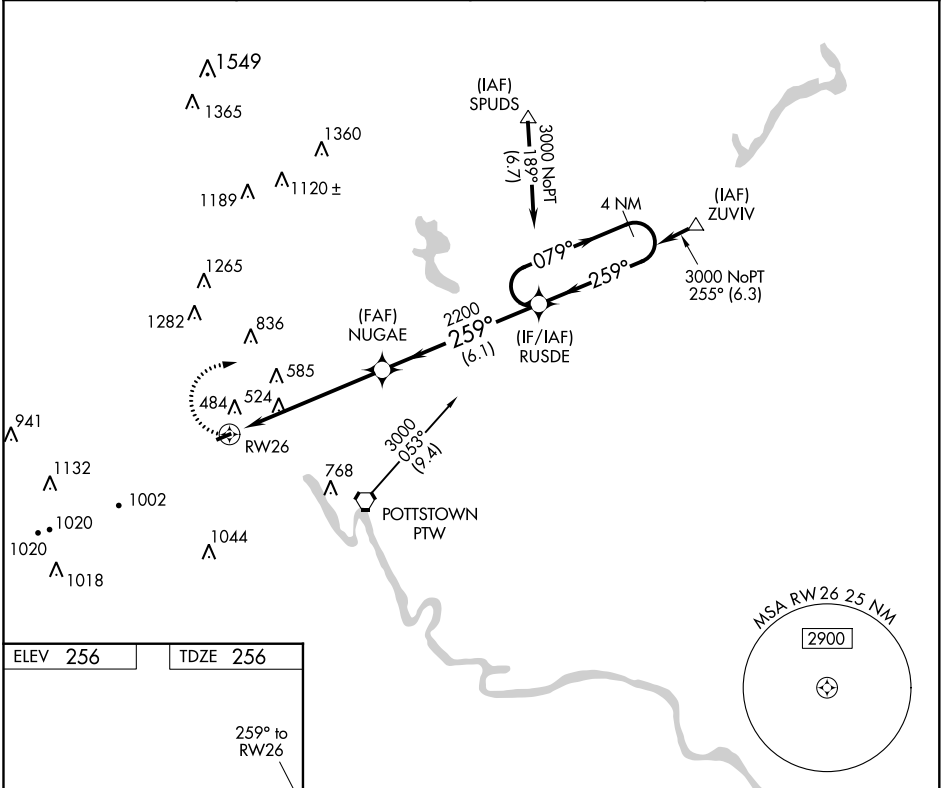 1549
1365
1360
1189
1120 ±
(IAF)
SPUDS
3000 NoPT
189°
(6.7)
4 NM
(IAF)
ZUVIV
079°
259°
3000 NoPT
255° (6.3)
1265
1282
836
(FAF)
NUGAE
2200
259°
(6.1)
(IF/IAF)
RUSDE
585
484
524
941
RW26
3000
053°
(9.4)
1132
768
1002
POTTSTOWN
PTW
1020
1020
1044
1018
MSA RW 26 25 NM
2900
ELEV 256
TDZE 256
259° to
RW26